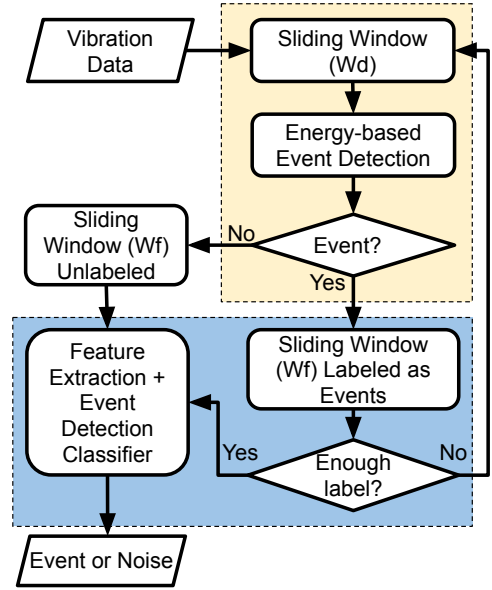 Vibration
Data
Sliding Window
(Wd)
Energy-based
Event Detection
Event?
No
Yes
Sliding
Window (Wf)
Unlabeled
Sliding Window
(Wf) Labeled as
Events
Feature
Extraction +
Event
Detection
Classifier
Enough
label?
Yes
No
Event or Noise